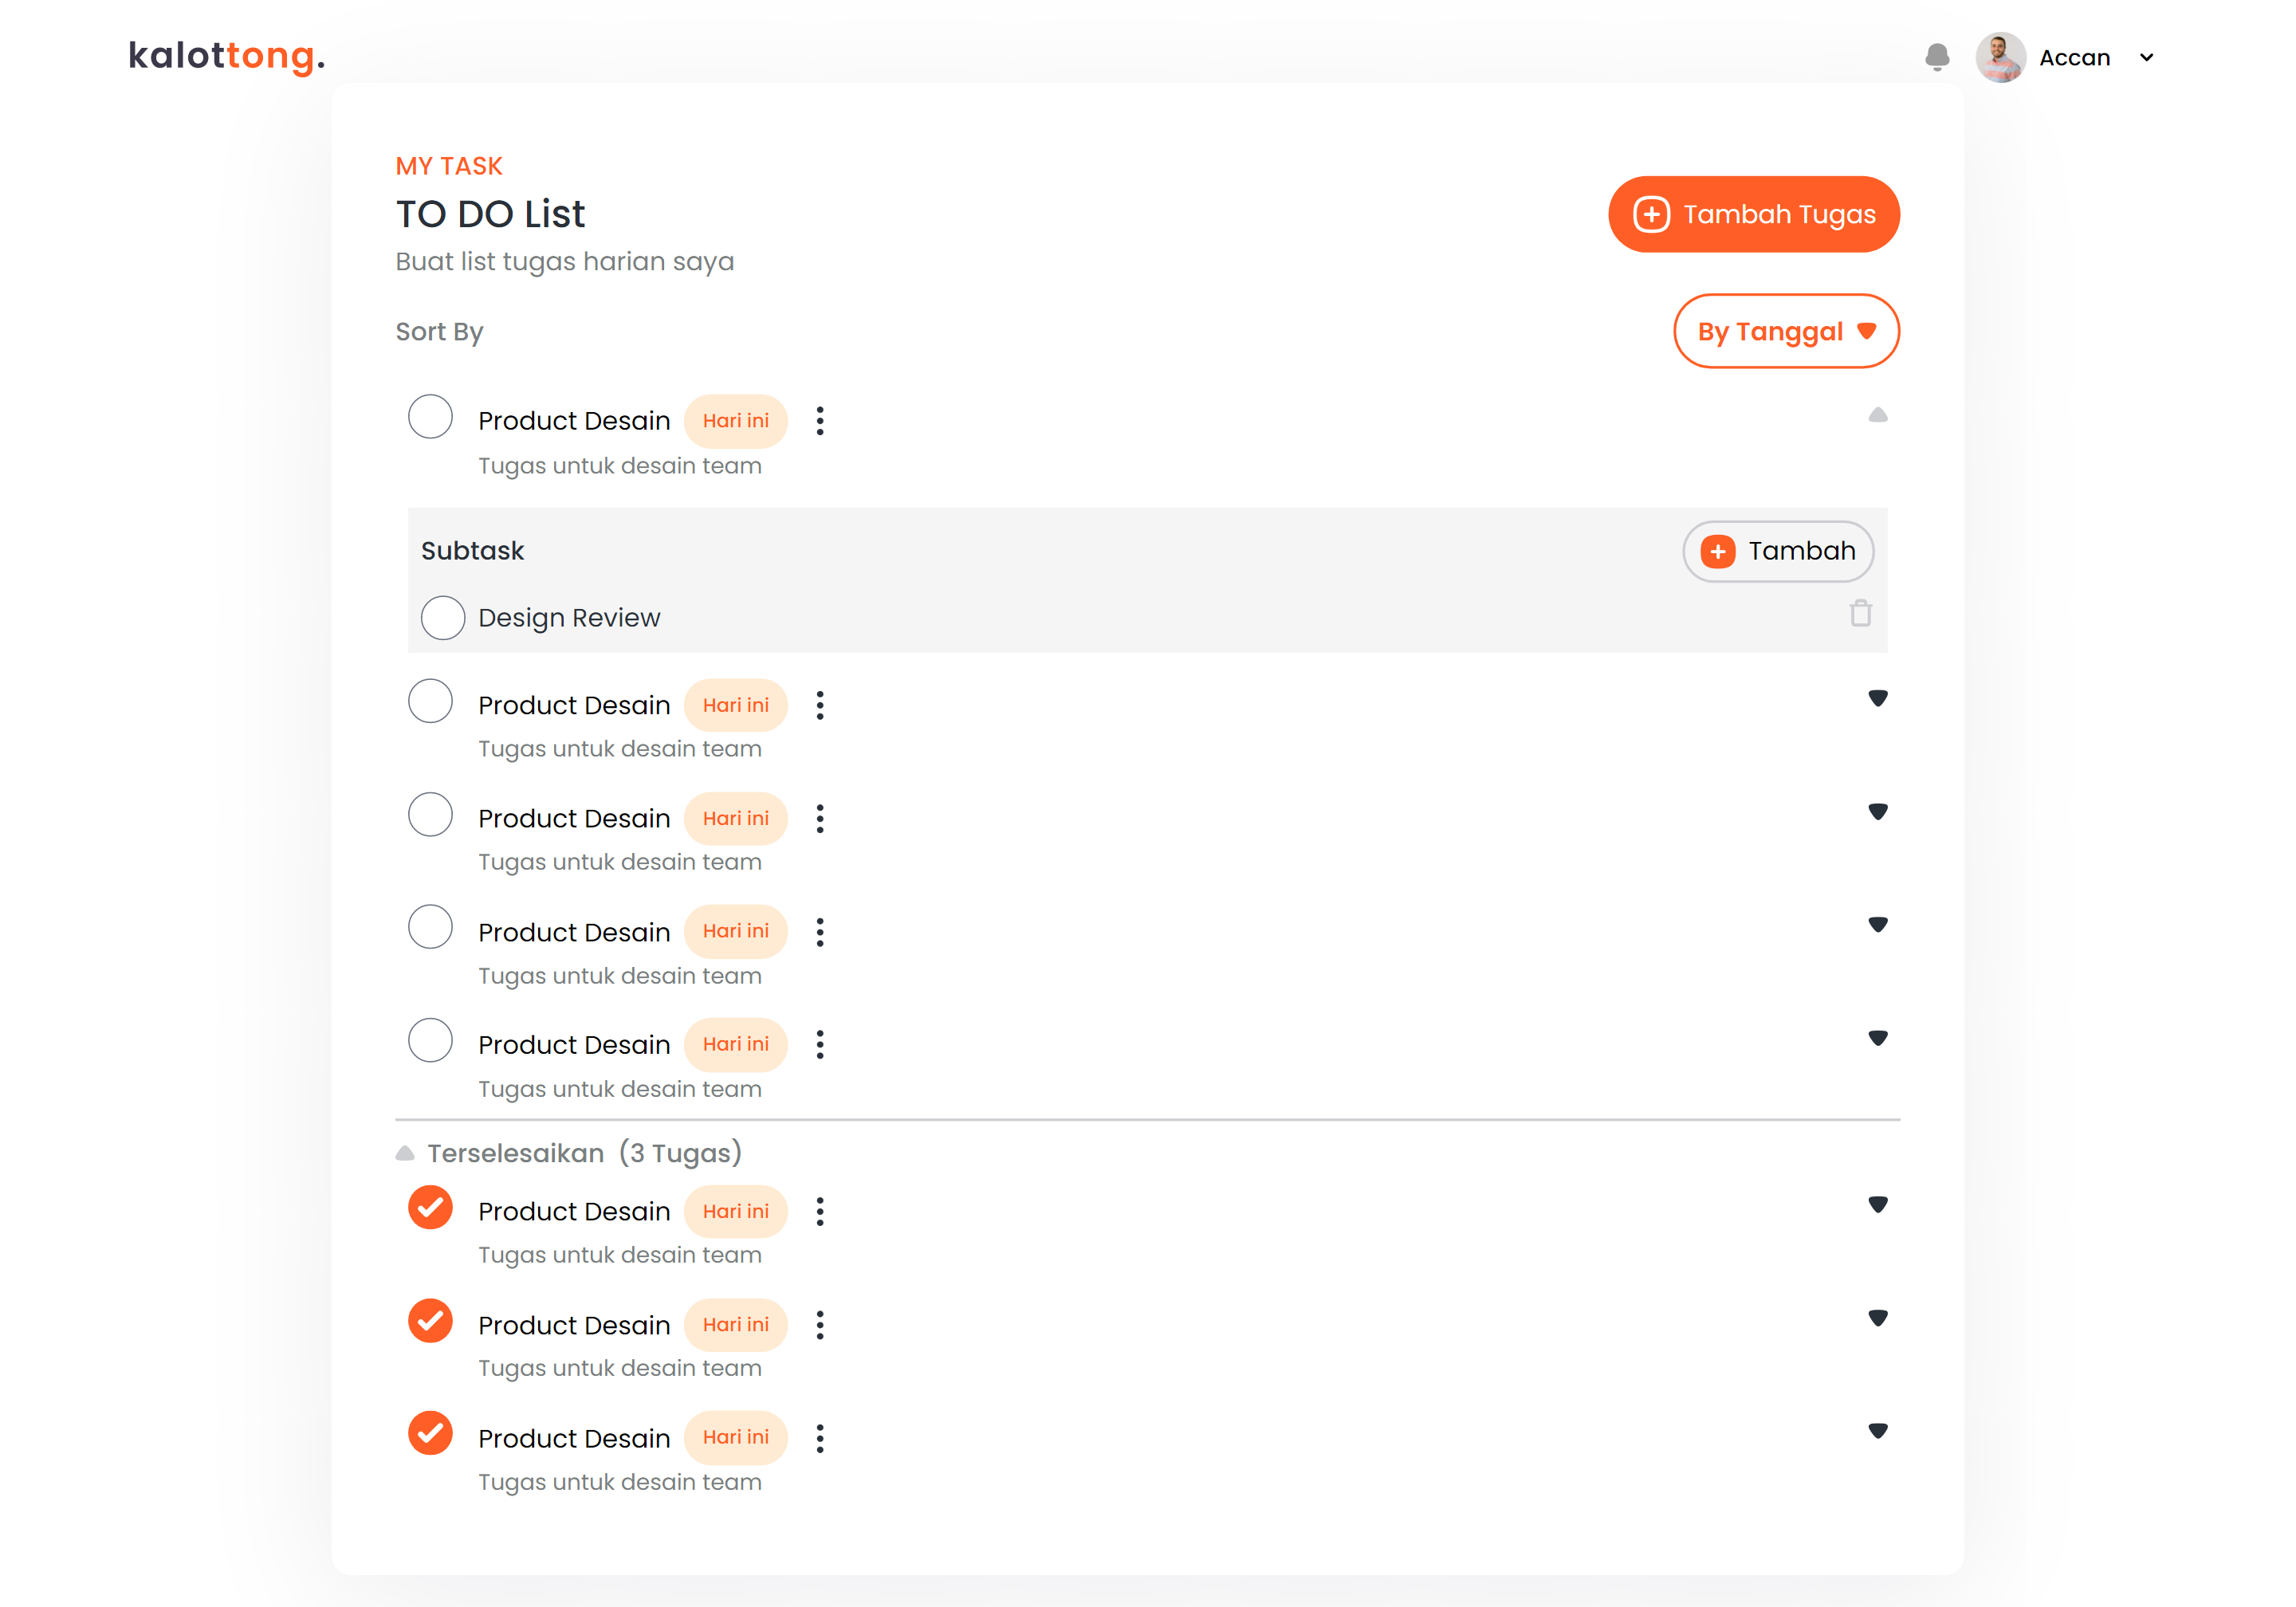 kalottong.
Accan
MY TASK
TO DO List
Tambah Tugas
Buat list tugas harian saya
Sort By
By Tanggal
Product Desain Hari ini
Tugas untuk desain team
Subtask
Tambah
Design Review
Product Desain Hari ini
Tugas untuk desain team
Product Desain Hari ini
Tugas untuk desain team
Product Desain Hari ini
Tugas untuk desain team
Product Desain Hari ini
Tugas untuk desain team
Terselesaikan (3 Tugas)
Product Desain Hari ini
Tugas untuk desain team
Product Desain Hari ini
Tugas untuk desain team
Product Desain Hari ini
Tugas untuk desain team